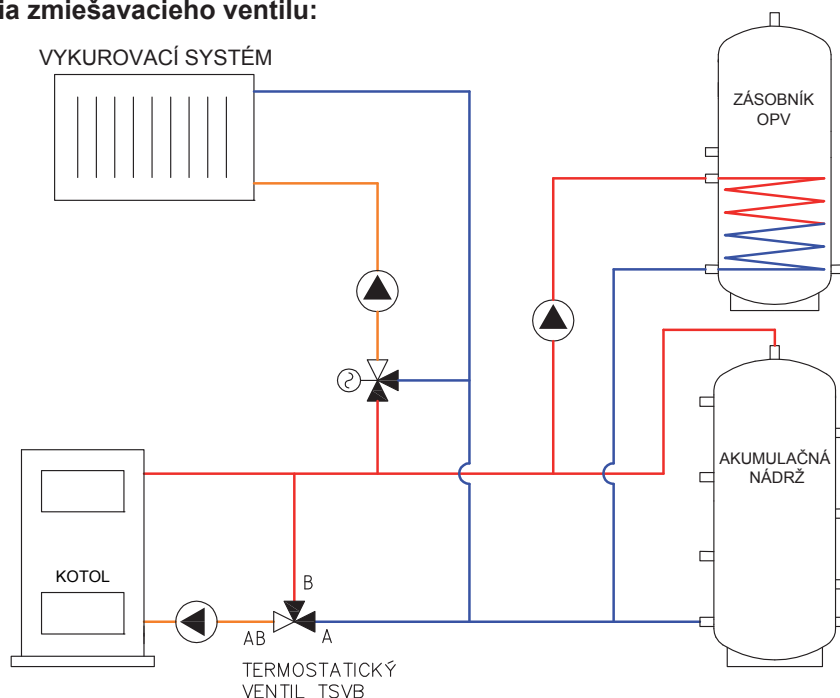 ia zmiešavacieho ventilu:
VYKUROVACÍ SYSTÉM
ZÁSOBNÍK
OPV
AKUMULAČNÁ
NÁDRŽ
KOTOL
B
AB
A
TERMOSTATICKÝ
VENTIL TSVB